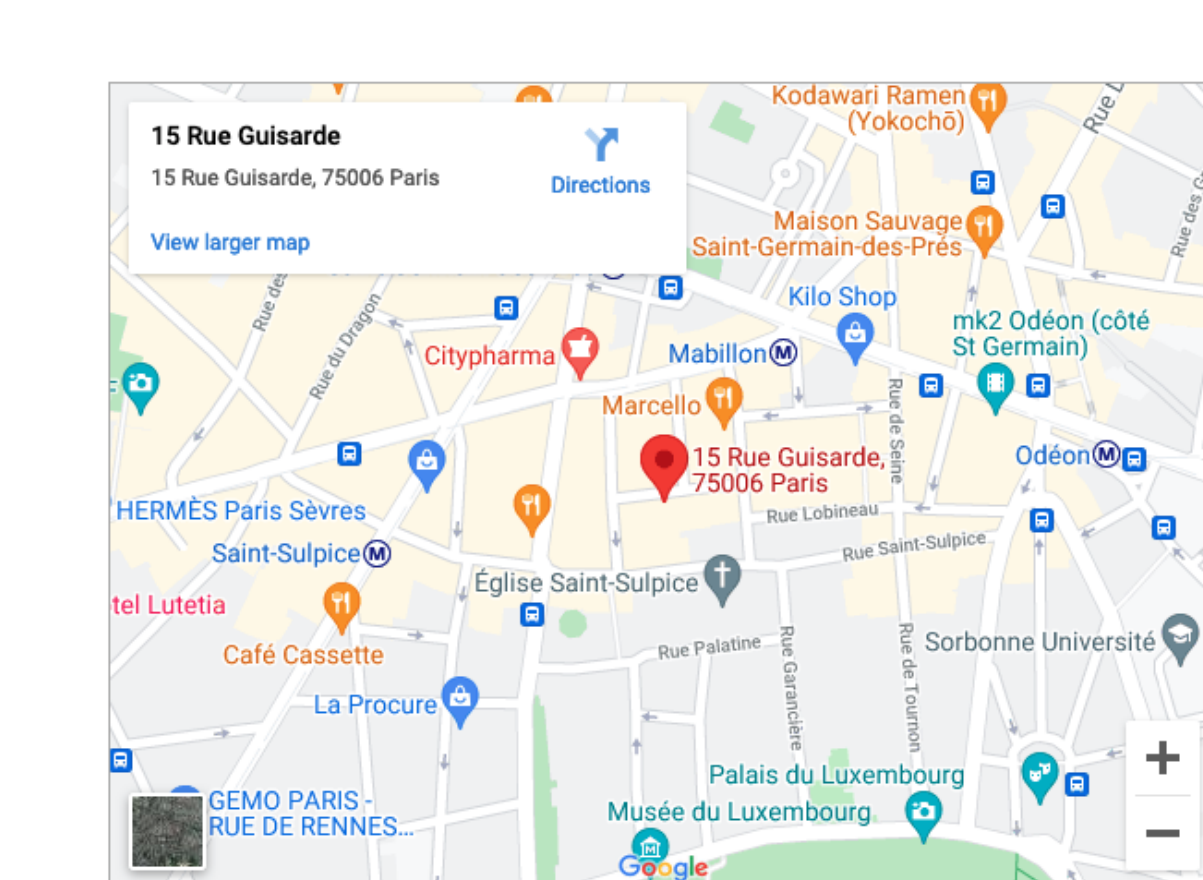 15 Rue Guisarde
15 Rue Guisarde, 75006 Paris
Directions
View larger map
Kodawari Ramen
(Yokochō)
Rue des
Maison Sauvage
Saint-Germain-des-Prés
Rue des
Rue du Dragon
Kilo Shop
mk2 Odéon (côté
St Germain)
Citypharma
Mabillon
M
Marcello
Rue de Seine
15 Rue Guisarde,
75006 Paris
Odéon
M
HERMÈS Paris Sèvres
Rue Lobineau
Saint-Sulpice
M
Rue Saint-Sulpice
Église Saint-Sulpice
tel Lutetia
Café Cassette
Rue Palatine
Rue Garancière
Rue de Tournon
Sorbonne Université
La Procure
Palais du Luxembourg
Musée du Luxembourg
GEMO PARIS -
RUE DE RENNES...
Google